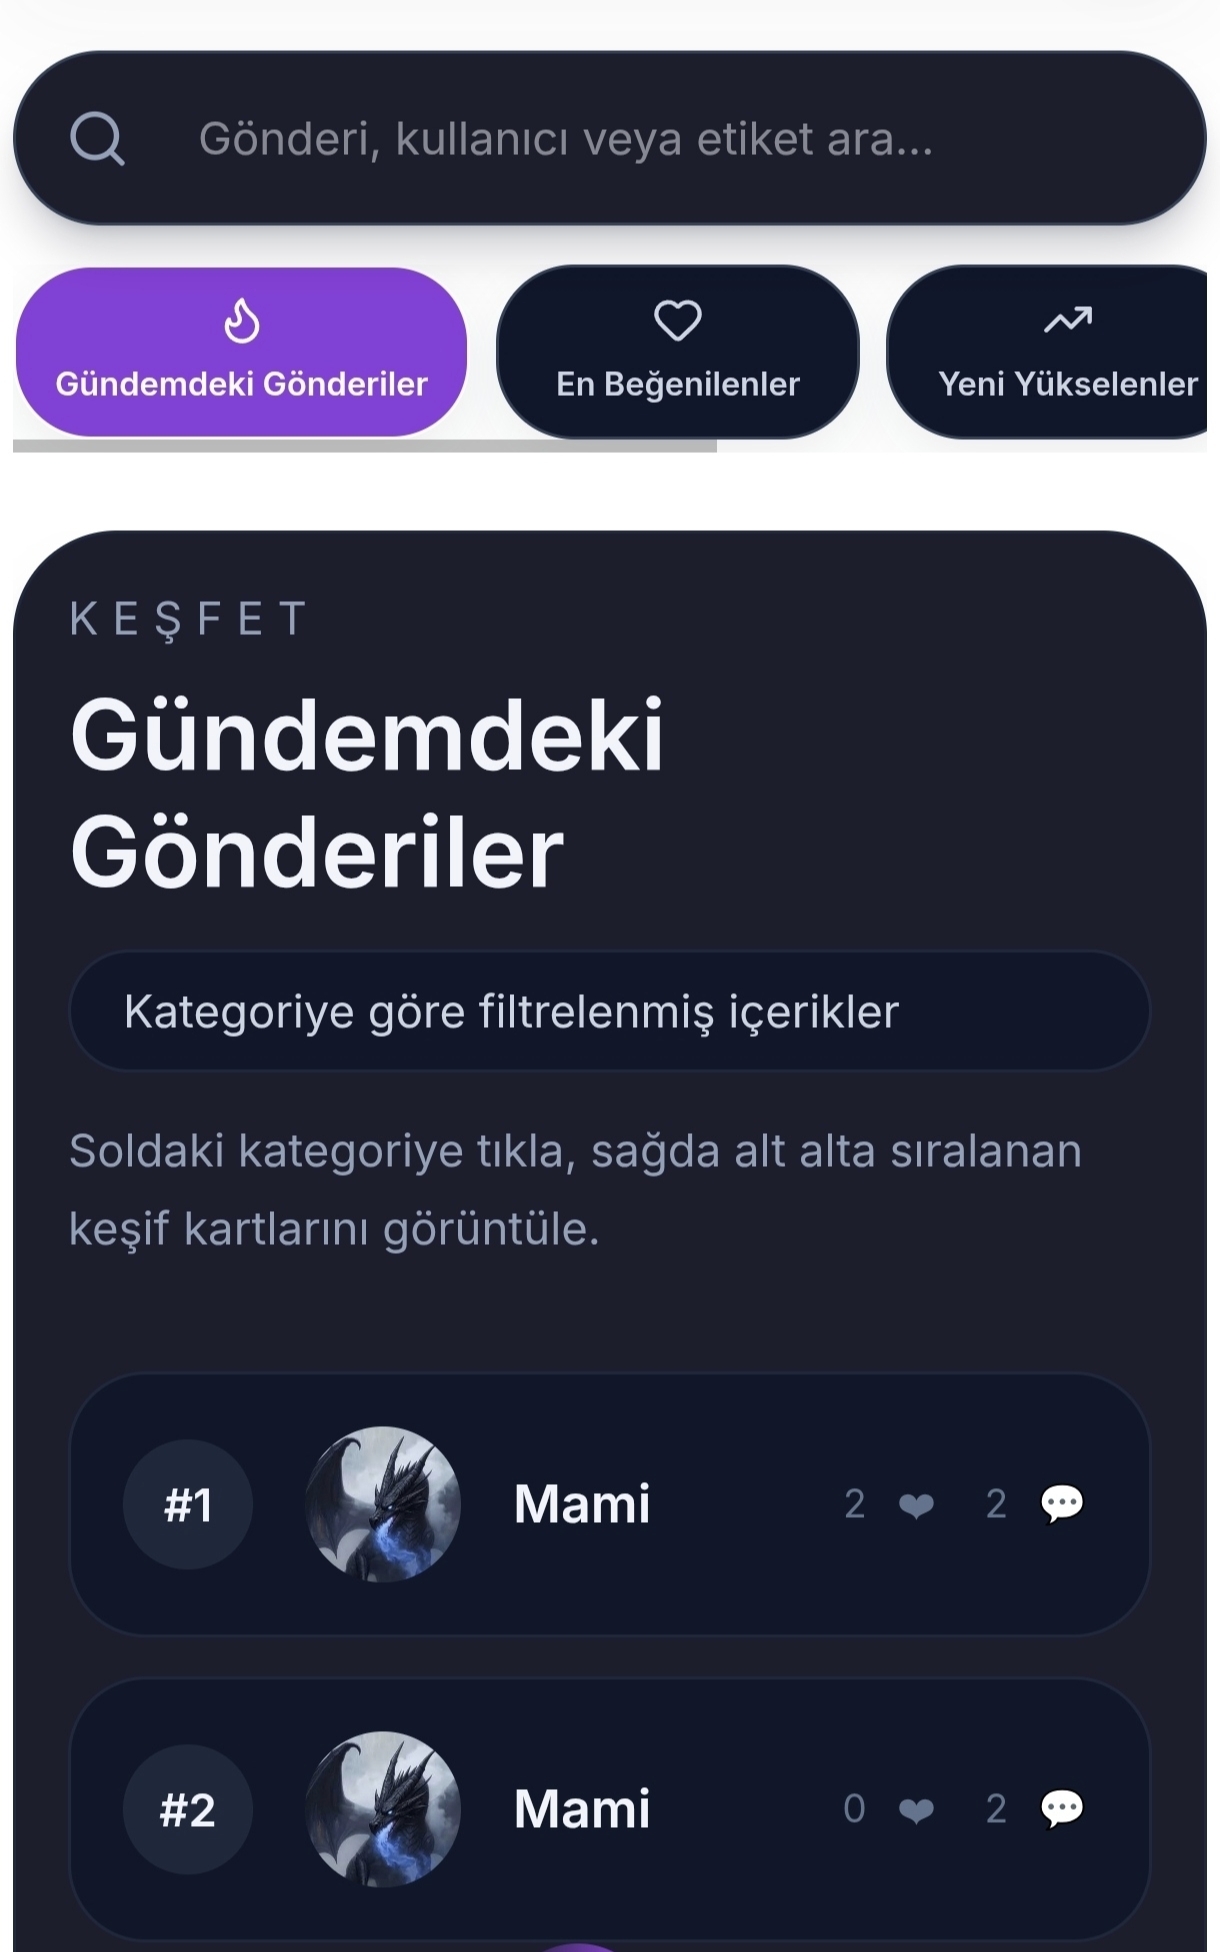 Gönderi, kullanıcı veya etiket ara...
Gündemdeki Gönderiler
En Beğenilenler
Yeni Yükselenler
KEŞFET
Gündemdeki
Gönderiler
Kategoriye göre filtrelenmiş içerikler
Soldaki kategoriye tıkla, sağda alt alta sıralanan
keşif kartlarını görüntüle.
#1 Mami 2 ❤ 2 💬
#2 Mami 0 ❤ 2 💬